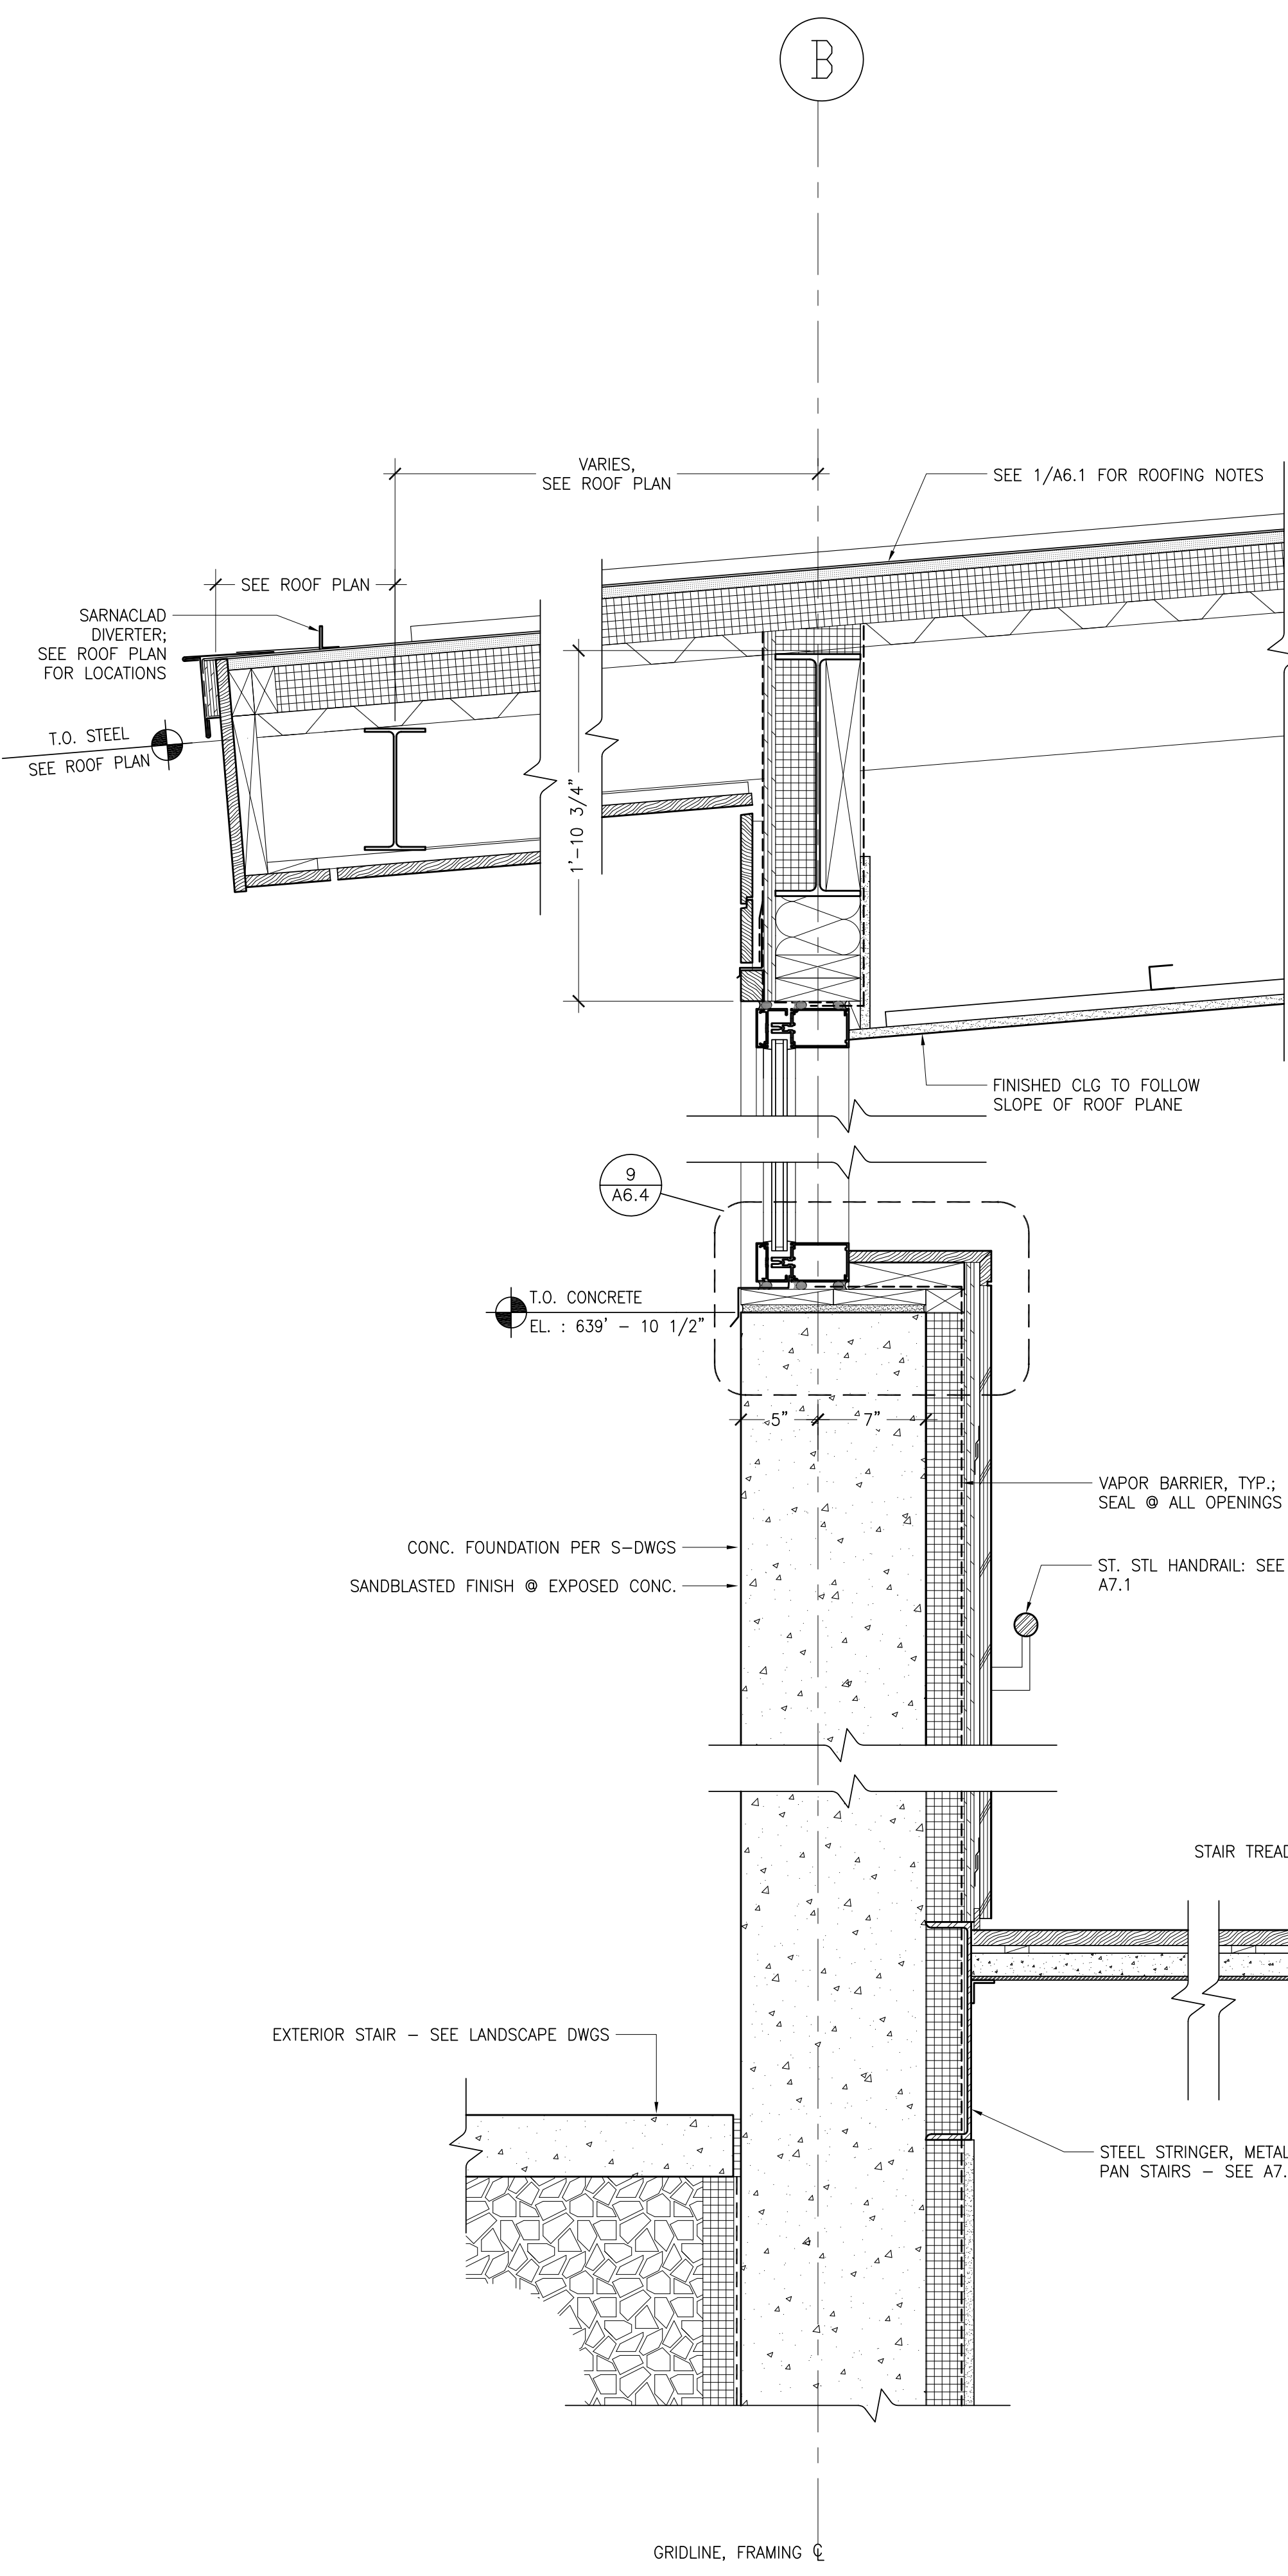 B
VARIES,
SEE ROOF PLAN
SEE 1/A6.1 FOR ROOFING NOTES
SEE ROOF PLAN
SARNACLAD
DIVERTER;
SEE ROOF PLAN
FOR LOCATIONS
T.O. STEEL
SEE ROOF PLAN
1'-10 3/4"
FINISHED CLG TO FOLLOW
SLOPE OF ROOF PLANE
9
A6.4
T.O. CONCRETE
EL. : 639' - 10 1/2"
5"
7"
VAPOR BARRIER, TYP.;
SEAL @ ALL OPENINGS
CONC. FOUNDATION PER S-DWGS
ST. STL HANDRAIL: SEE
A7.1
SANDBLASTED FINISH @ EXPOSED CONC.
STAIR TREAD
EXTERIOR STAIR - SEE LANDSCAPE DWGS
STEEL STRINGER, METAL
PAN STAIRS - SEE A7.
GRIDLINE, FRAMING ℄